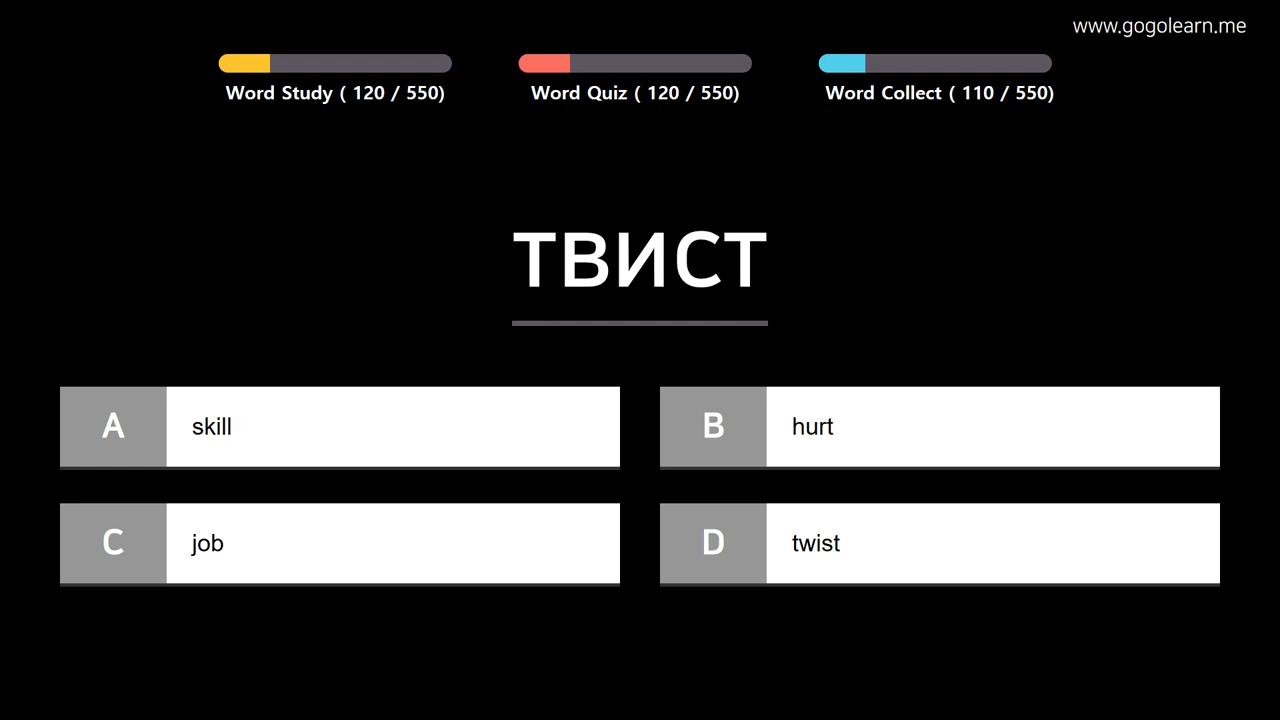 www.gogolearn.me
Word Study ( 120 / 550)
Word Quiz ( 120 / 550)
Word Collect ( 110 / 550)
ТВИСТ
A skill
B hurt
C job
D twist